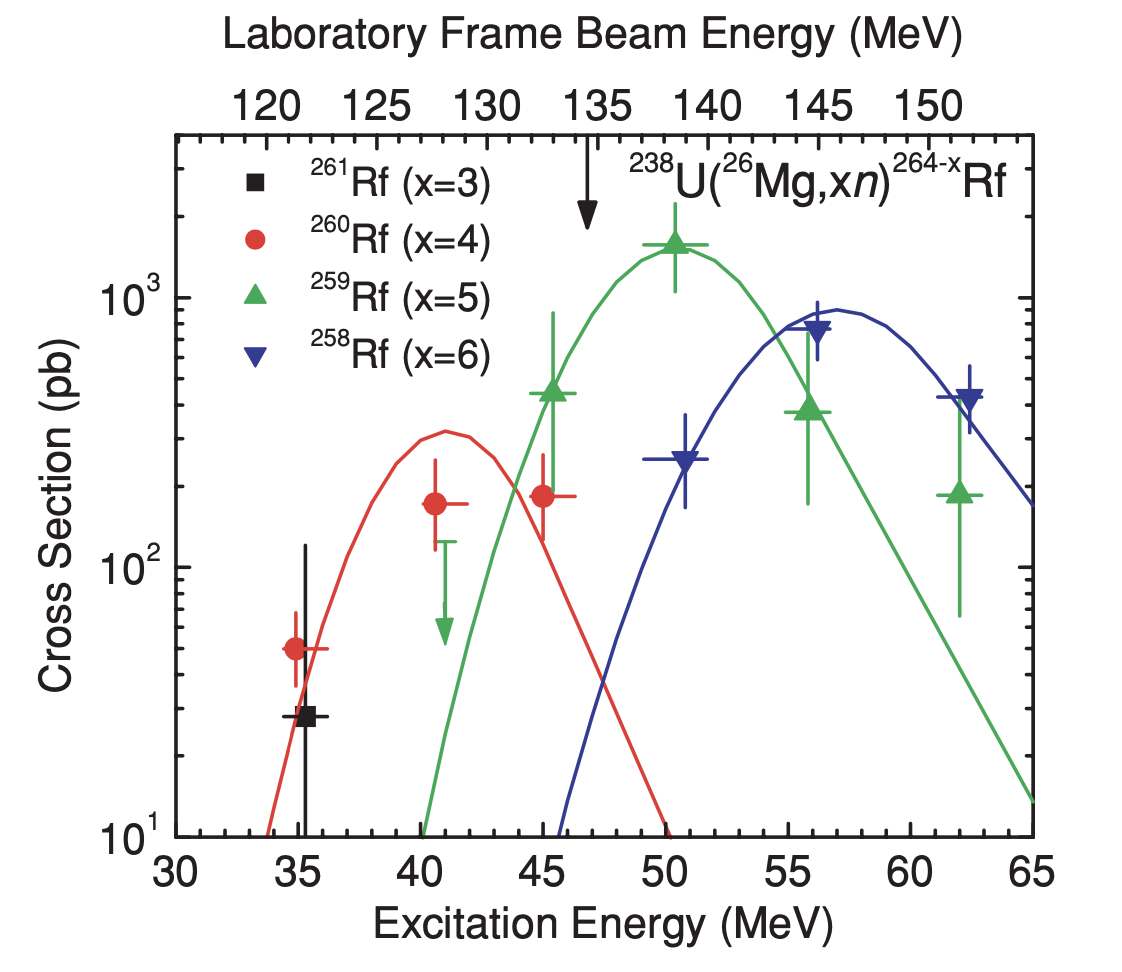 Laboratory Frame Beam Energy (MeV)
120 125 130 135 140 145 150
²⁶¹Rf (x=3)
²³⁸U(²⁶Mg,xn)²⁶⁴⁻ˣRf
²⁶⁰Rf (x=4)
²⁵⁹Rf (x=5)
²⁵⁸Rf (x=6)
10³
10²
10¹
Cross Section (pb)
30 35 40 45 50 55 60 65
Excitation Energy (MeV)